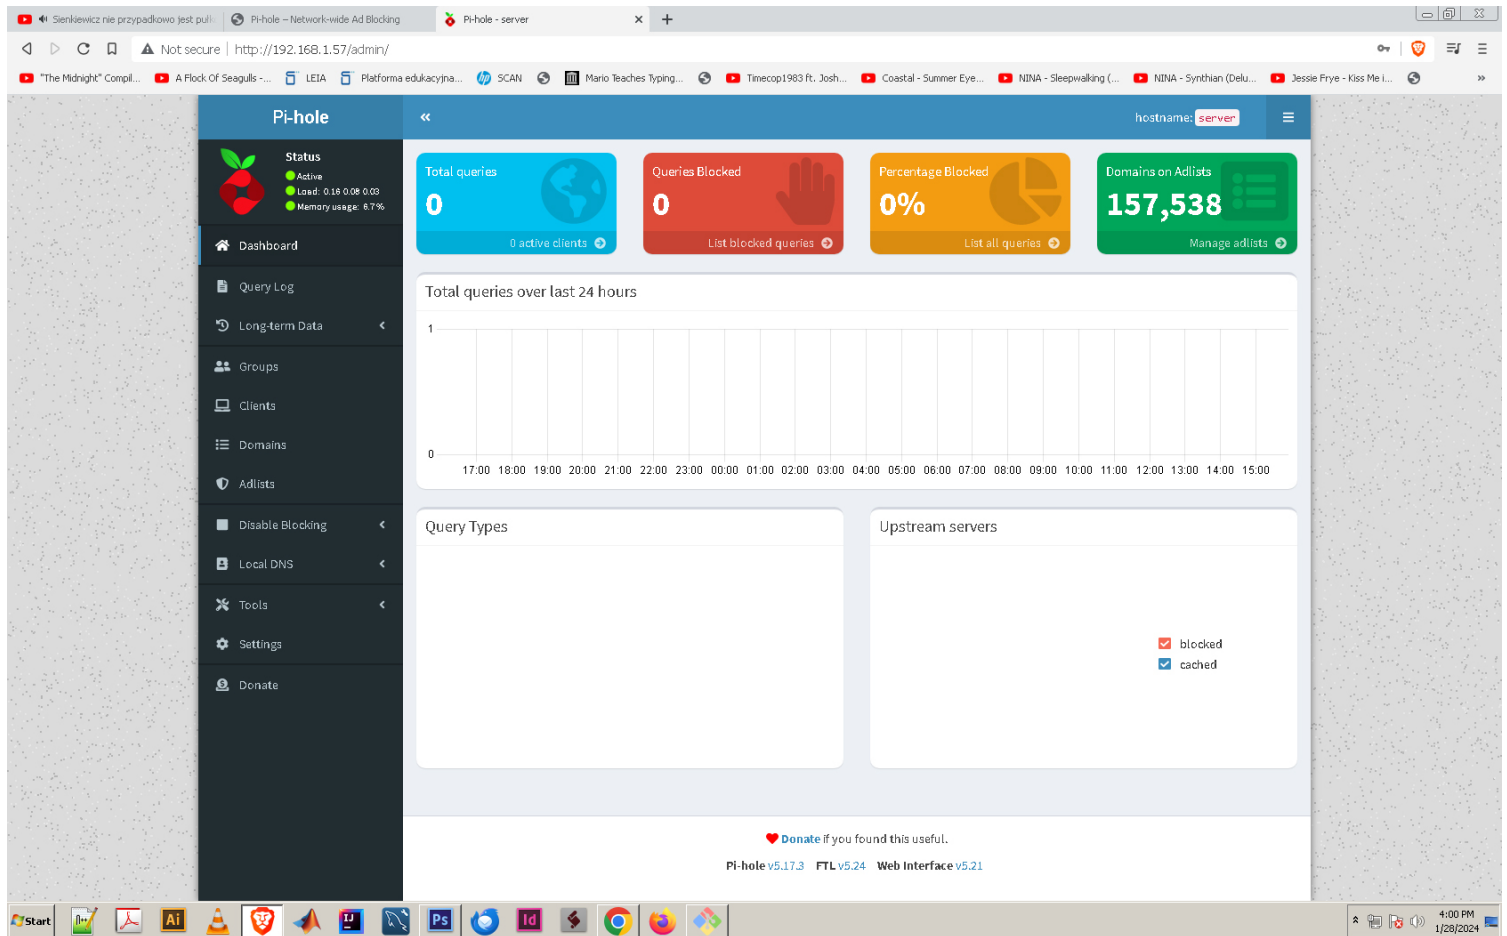 Sienkiewicz nie przypadkowo jest pułk
Pi-hole – Network-wide Ad Blocking
Pi-hole - server
Not secure
http://192.168.1.57/admin/
"The Midnight" Compil...
A Flock Of Seagulls -...
LEIA
Platforma edukacyjna...
SCAN
Mario Teaches Typing...
Timecop1983 ft. Josh...
Coastal - Summer Eye...
NINA - Sleepwalking (...
NINA - Synthian (Delu...
Jessie Frye - Kiss Me i...
Pi-hole
hostname: server
Status
Active
Load: 0.16 0.08 0.03
Memory usage: 6.7%
Dashboard
Query Log
Long-term Data
Groups
Clients
Domains
Adlists
Disable Blocking
Local DNS
Tools
Settings
Donate
Total queries
0
0 active clients
Queries Blocked
0
List blocked queries
Percentage Blocked
0%
List all queries
Domains on Adlists
157,538
Manage adlists
Total queries over last 24 hours
1
0
17:00 18:00 19:00 20:00 21:00 22:00 23:00 00:00 01:00 02:00 03:00 04:00 05:00 06:00 07:00 08:00 09:00 10:00 11:00 12:00 13:00 14:00 15:00
Query Types
Upstream servers
blocked
cached
Donate if you found this useful.
Pi-hole v5.17.3 FTL v5.24 Web Interface v5.21
Start
Ai
IJ
Ps
Id
4:00 PM
1/28/2024